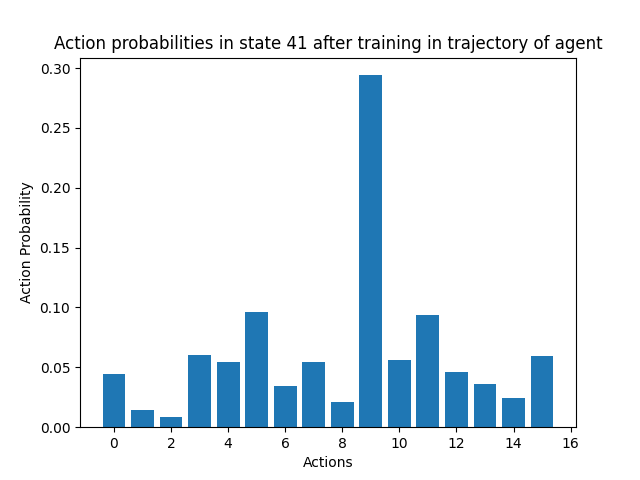 Action probabilities in state 41 after training in trajectory of agent
0.30
0.25
0.20
0.15
0.10
0.05
0.00
Action Probability
0 2 4 6 8 10 12 14 16
Actions